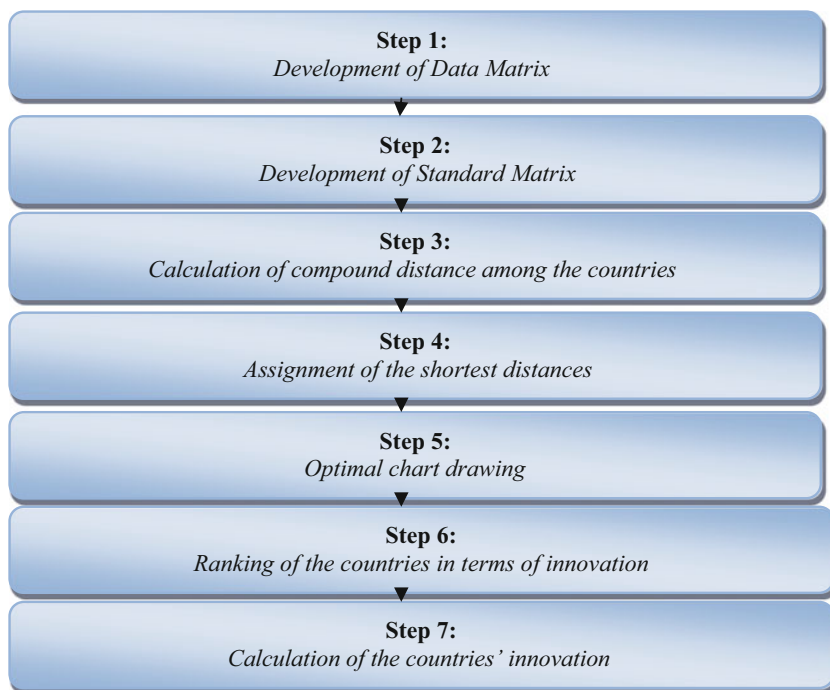 Step 1:
Development of Data Matrix
Step 2:
Development of Standard Matrix
Step 3:
Calculation of compound distance among the countries
Step 4:
Assignment of the shortest distances
Step 5:
Optimal chart drawing
Step 6:
Ranking of the countries in terms of innovation
Step 7:
Calculation of the countries’ innovation